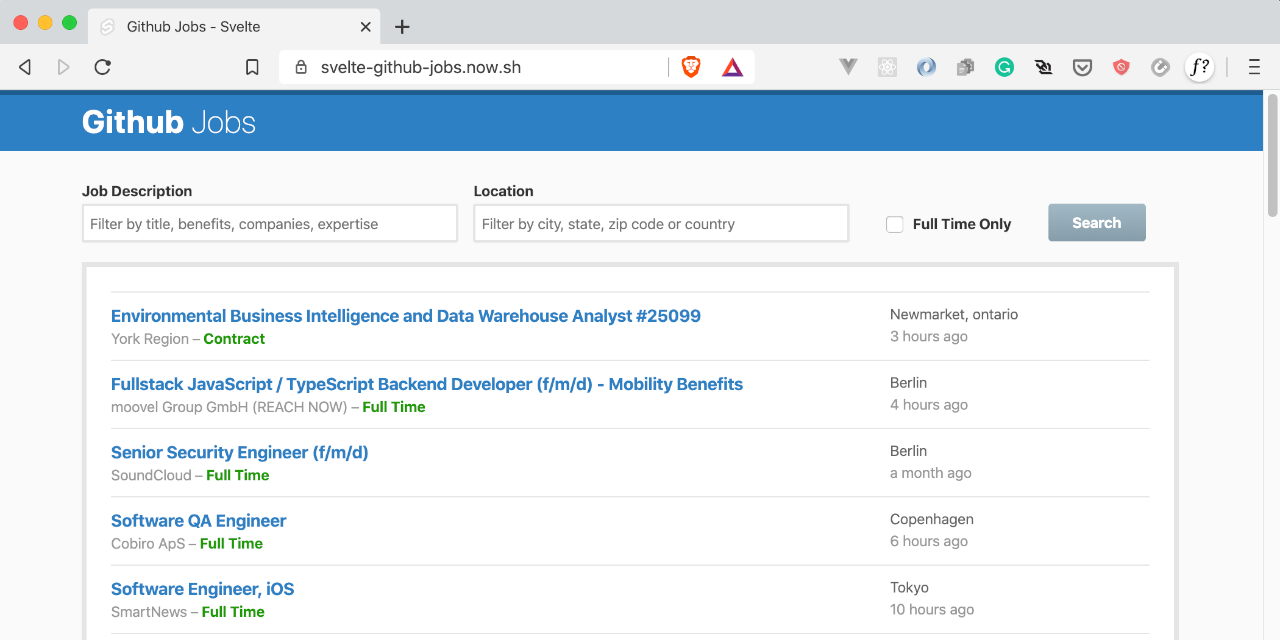 Github Jobs - Svelte
svelte-github-jobs.now.sh
f?
Github Jobs
Job Description
Location
Filter by title, benefits, companies, expertise
Filter by city, state, zip code or country
Full Time Only
Search
Environmental Business Intelligence and Data Warehouse Analyst #25099
Newmarket, ontario
York Region – Contract
3 hours ago
Fullstack JavaScript / TypeScript Backend Developer (f/m/d) - Mobility Benefits
Berlin
moovel Group GmbH (REACH NOW) – Full Time
4 hours ago
Senior Security Engineer (f/m/d)
Berlin
SoundCloud – Full Time
a month ago
Software QA Engineer
Copenhagen
Cobiro ApS – Full Time
6 hours ago
Software Engineer, iOS
Tokyo
SmartNews – Full Time
10 hours ago